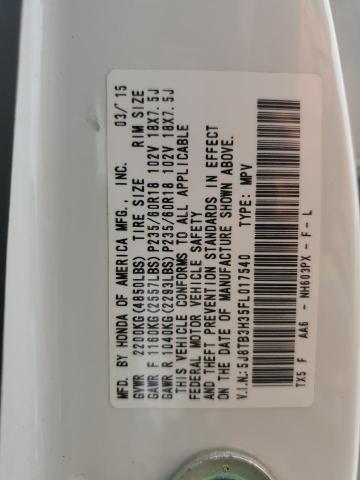 MFD. BY HONDA OF AMERICA MFG., INC. 03/'15
GVWR 2200KG(4850LBS) TIRE SIZE RIM SIZE
GAWR F 1160KG(2557LBS) P235/60R18 102V 18X7.5J
GAWR R 1040KG(2293LBS) P235/60R18 102V 18X7.5J
THIS VEHICLE CONFORMS TO ALL APPLICABLE
FEDERAL MOTOR VEHICLE SAFETY
AND THEFT PREVENTION STANDARDS IN EFFECT
ON THE DATE OF MANUFACTURE SHOWN ABOVE.
V.I.N.: 5J8TB3H35FL017540 TYPE: MPV
TX5 F AA6 - NH603PX - F - L